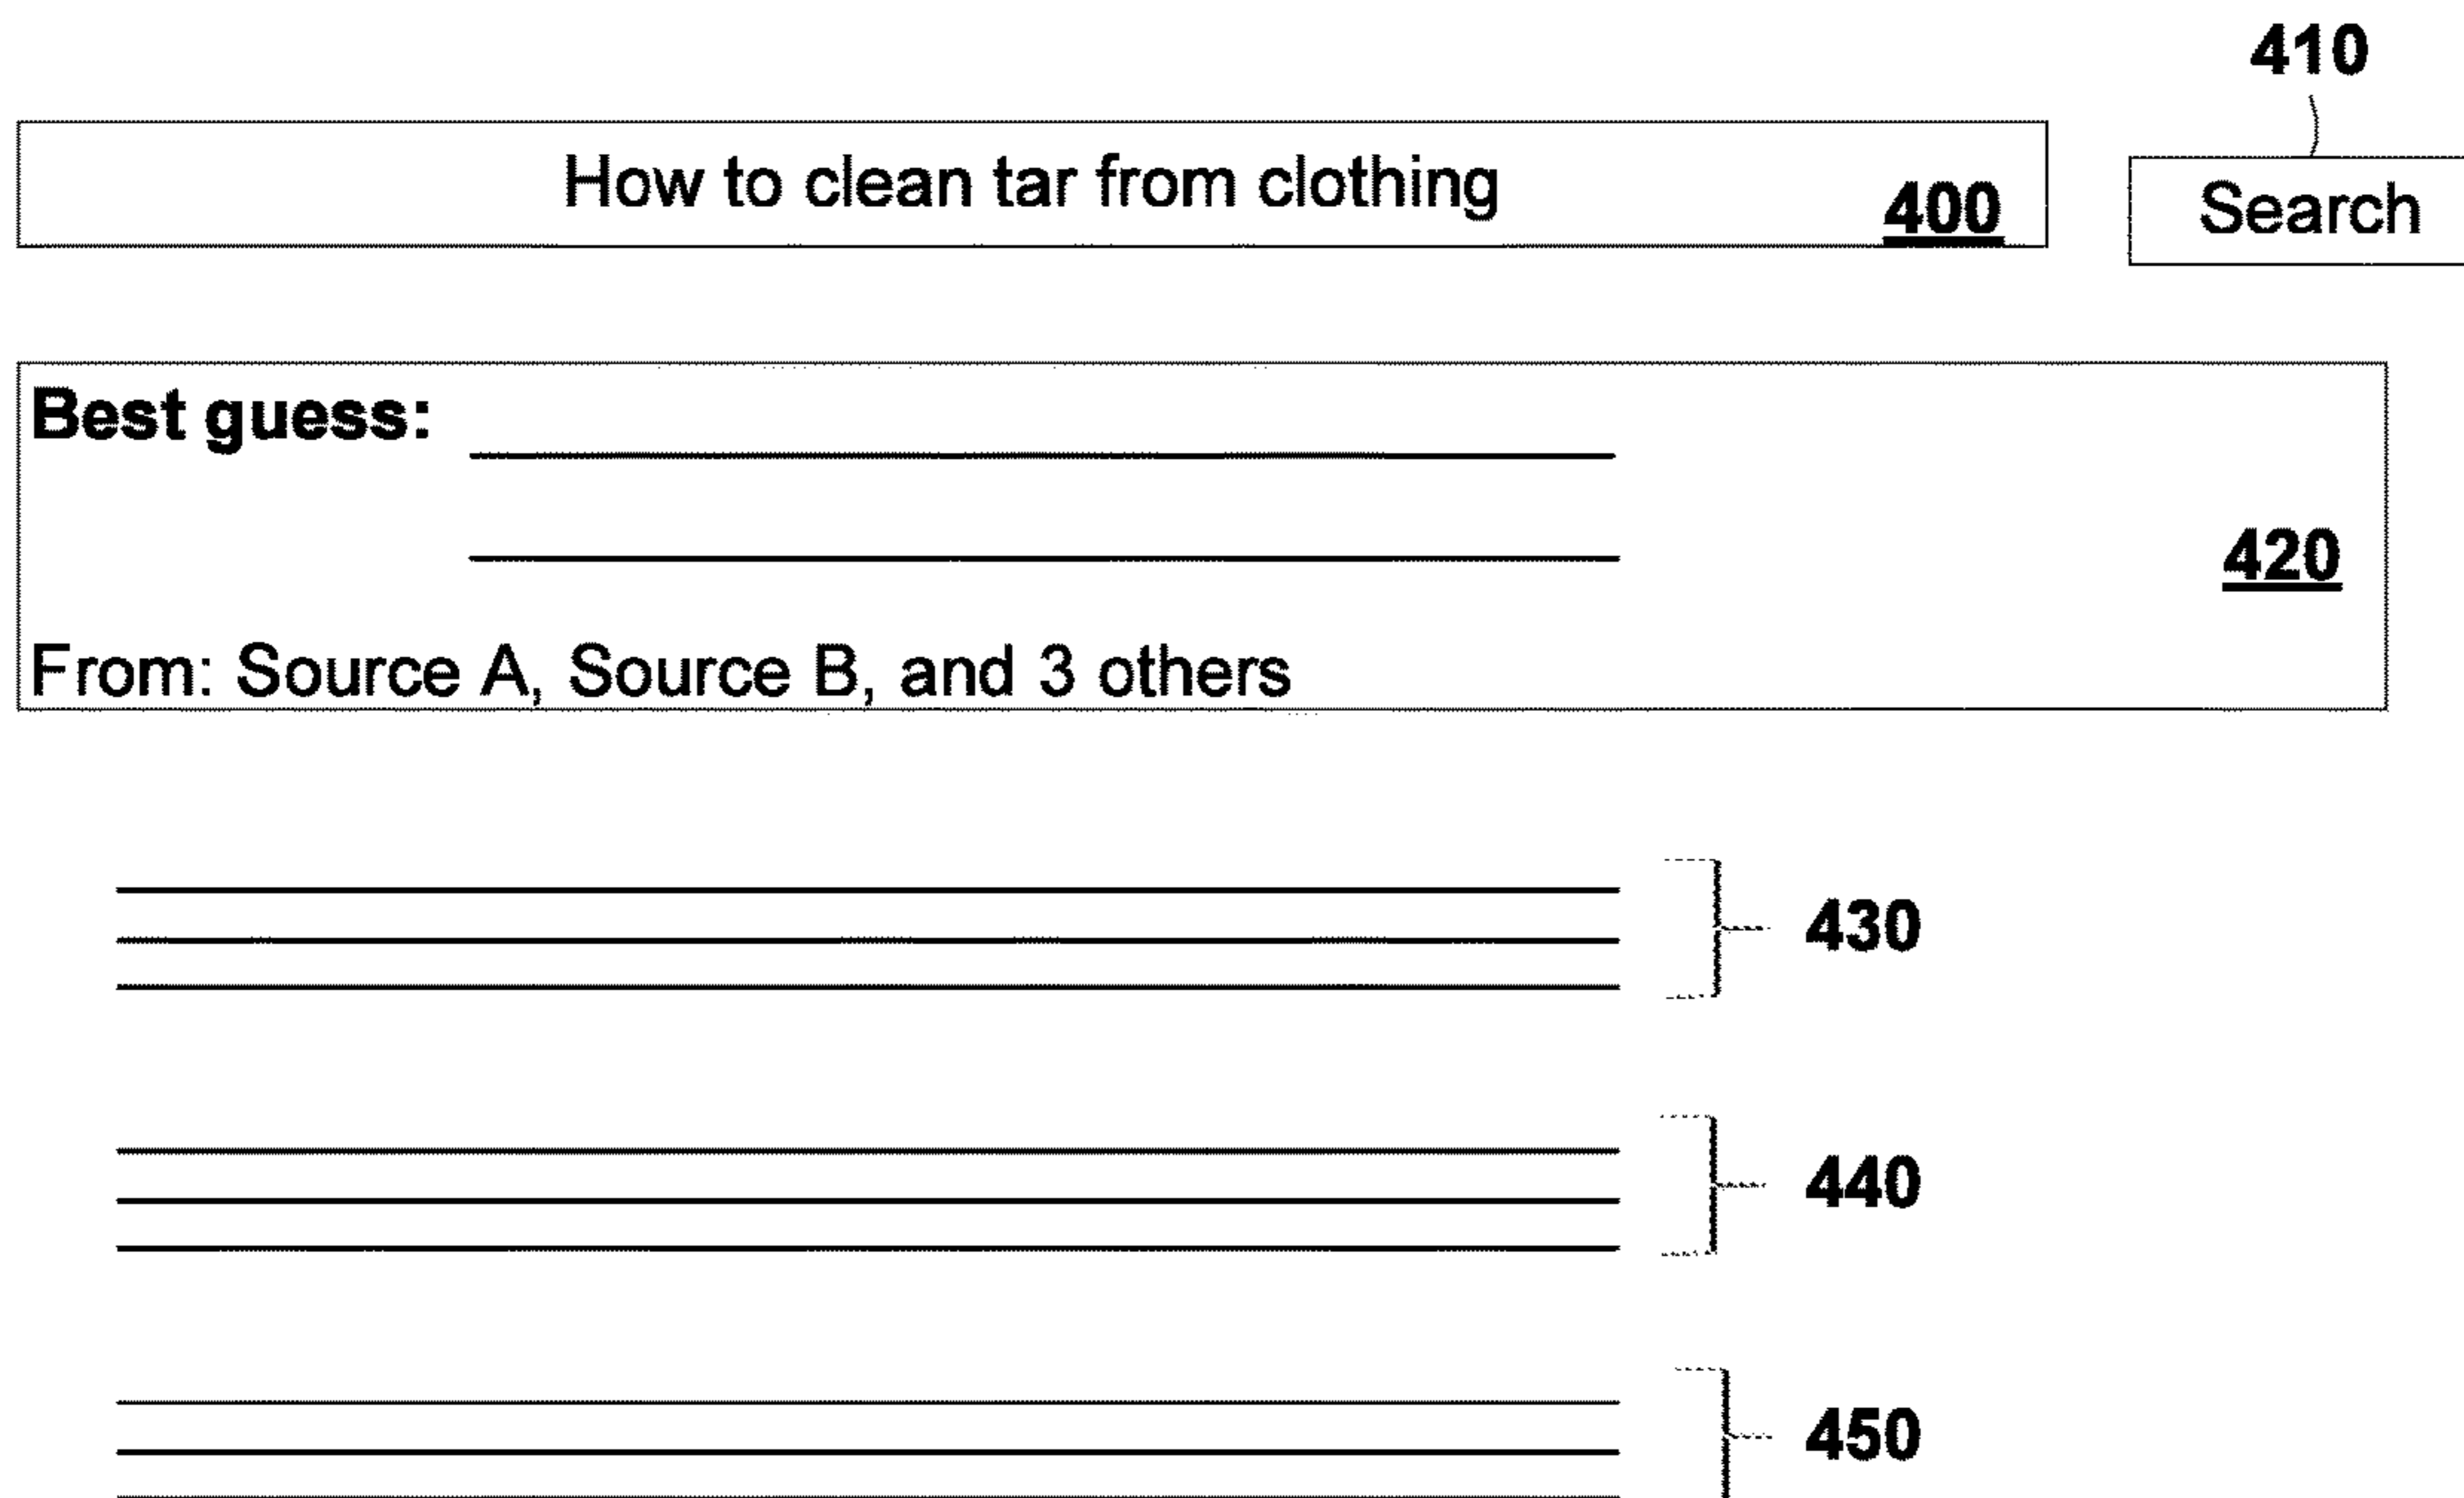 410
How to clean tar from clothing 400 Search
Best guess:
420
From: Source A, Source B, and 3 others
430
440
450